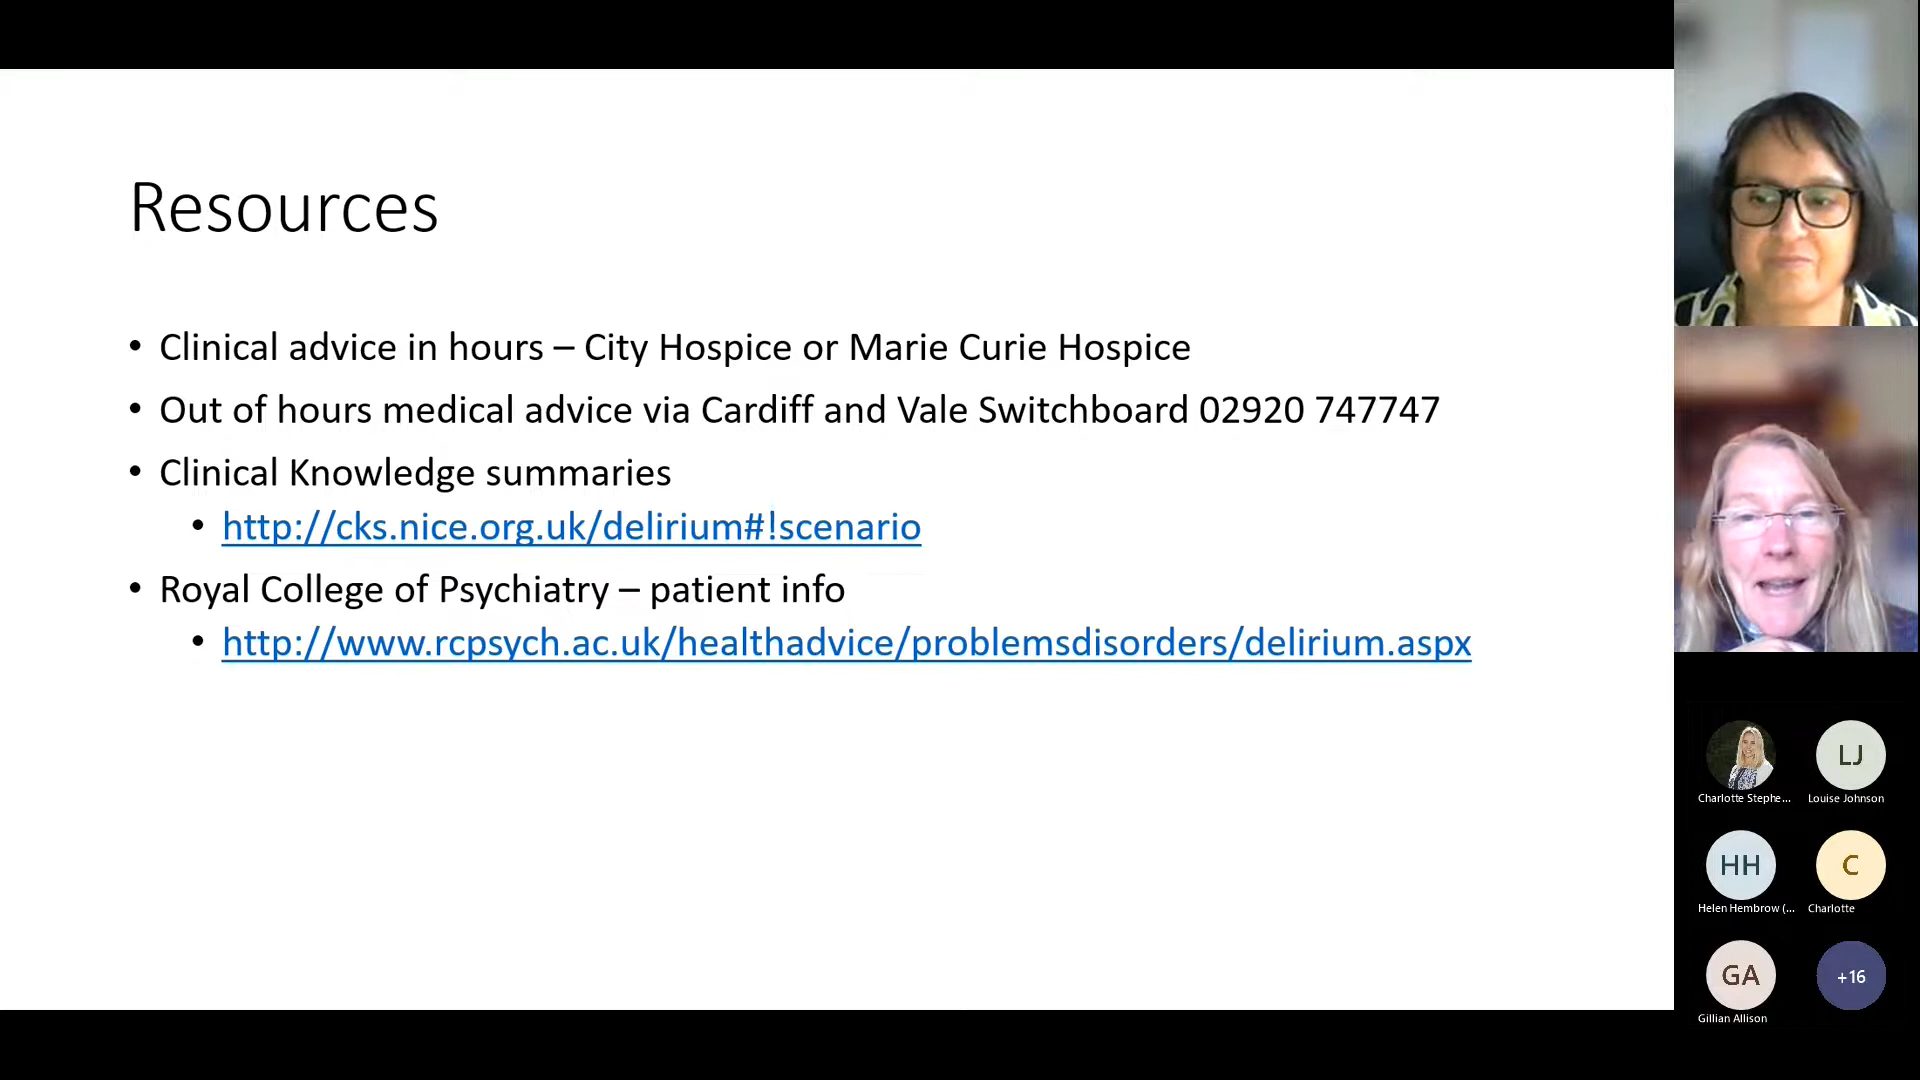 Resources
• Clinical advice in hours – City Hospice or Marie Curie Hospice
• Out of hours medical advice via Cardiff and Vale Switchboard 02920 747747
• Clinical Knowledge summaries
• http://cks.nice.org.uk/delirium#!scenario
• Royal College of Psychiatry – patient info
• http://www.rcpsych.ac.uk/healthadvice/problemsdisorders/delirium.aspx
LJ
Charlotte Stephe...
Louise Johnson
HH
C
Helen Hembrow (...
Charlotte
GA
+16
Gillian Allison